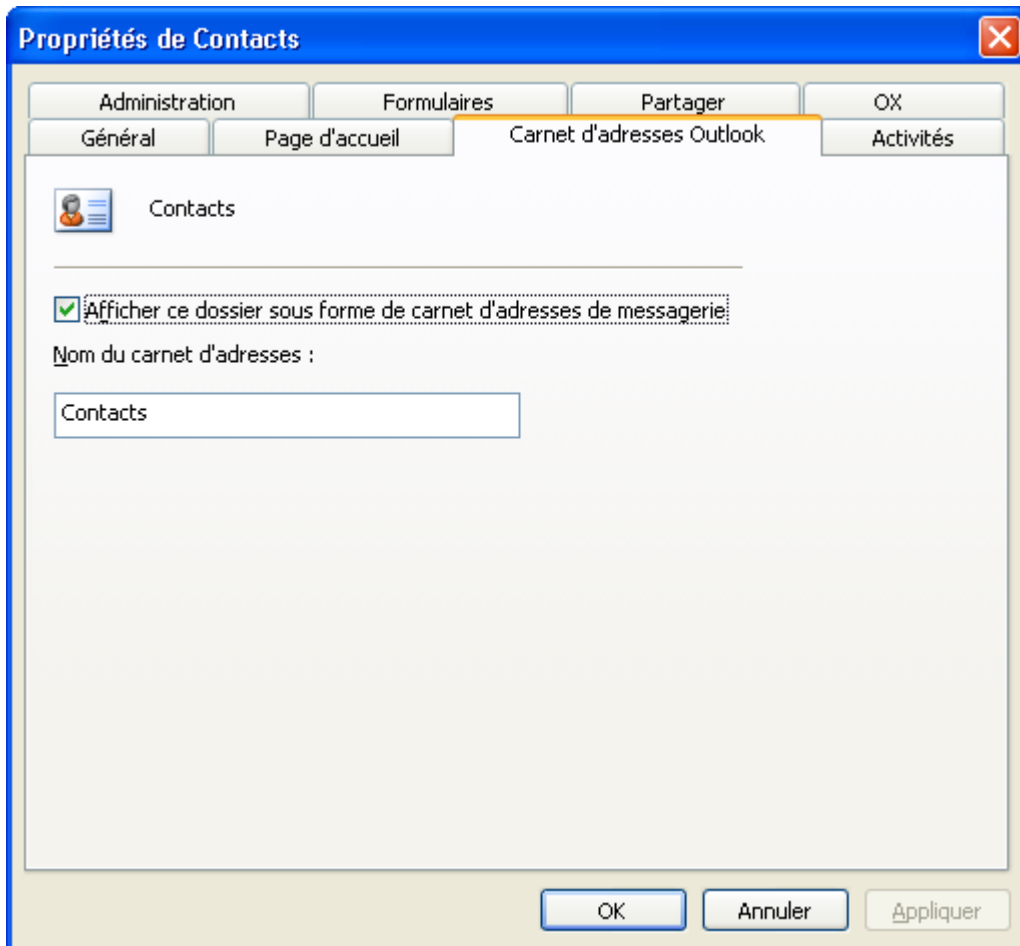 Propriétés de Contacts
Administration Formulaires Partager OX
Général Page d'accueil Carnet d'adresses Outlook Activités
Contacts
Afficher ce dossier sous forme de carnet d'adresses de messagerie
Nom du carnet d'adresses :
Contacts
OK Annuler Appliquer